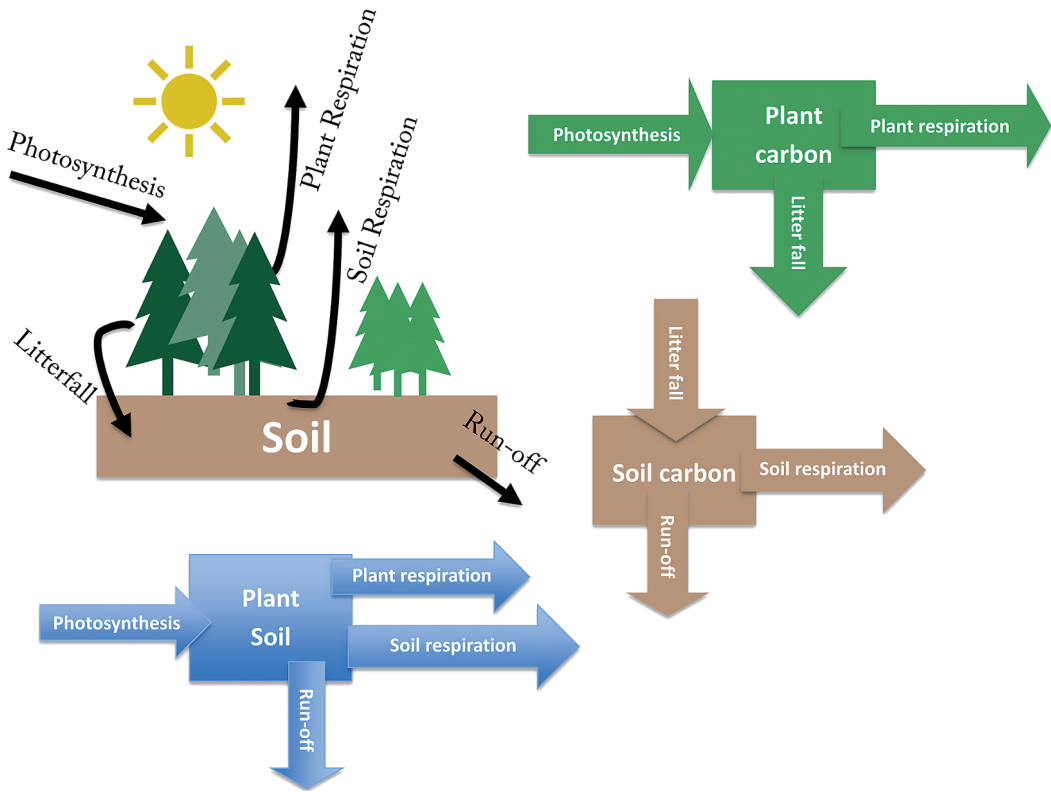 Photosynthesis
Plant Respiration
Soil Respiration
Litterfall
Soil
Run-off
Photosynthesis
Plant
carbon
Plant respiration
Litter fall
Litter fall
Soil carbon
Soil respiration
Run-off
Photosynthesis
Plant
Soil
Plant respiration
Soil respiration
Run-off